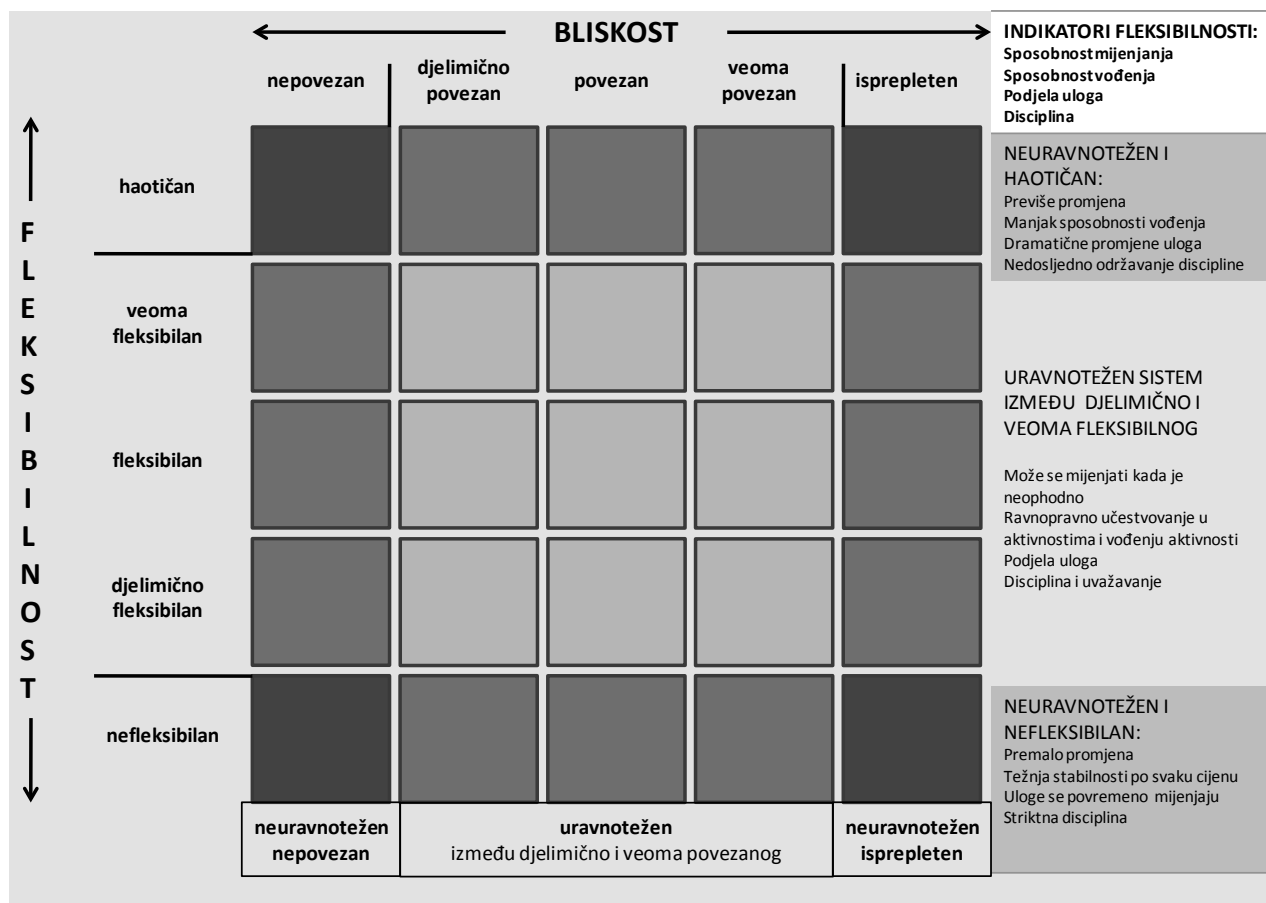 BLISKOST
nepovezan
djelimično
povezan
povezan
veoma
povezan
isprepleten
FLEKSIBILNOST
haotičan
veoma
fleksibilan
fleksibilan
djelimično
fleksibilan
nefleksibilan
neuravnotežen
nepovezan
uravnotežen
između djelimično i veoma povezanog
neuravnotežen
isprepleten
INDIKATORI FLEKSIBILNOSTI:
Sposobnost mijenjanja
Sposobnost vođenja
Podjela uloga
Disciplina
NEURAVNOTEŽEN I
HAOTIČAN:
Previše promjena
Manjak sposobnosti vođenja
Dramatične promjene uloga
Nedosljedno održavanje discipline
URAVNOTEŽEN SISTEM
IZMEĐU DJELIMIČNO I
VEOMA FLEKSIBILNOG
Može se mijenjati kada je
neophodno
Ravnopravno učestvovanje u
aktivnostima i vođenju aktivnosti
Podjela uloga
Disciplina i uvažavanje
NEURAVNOTEŽEN I
NEFLEKSIBILAN:
Premalo promjena
Težnja stabilnosti po svaku cijenu
Uloge se povremeno mijenjaju
Striktna disciplina